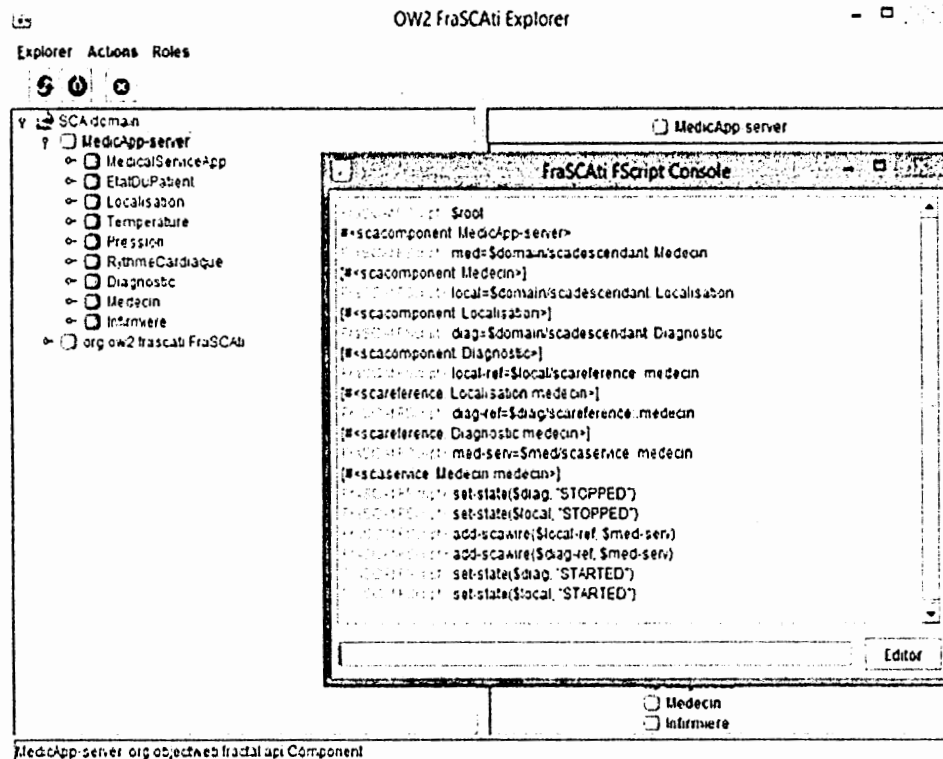 OW2 FraSCAti Explorer
Explorer Actions Roles
SCA domain
MedicApp-server
MedicalServiceApp
EtatDuPatient
Localisation
Temperature
Pression
RythmeCardiaque
Diagnostic
Medecin
Infirmiere
org ow2 frascati FraSCAti
MedicApp-server
FraSCAti FScript Console
$root
#<scacomponent MedicApp-server>
med=$domain/scadescendant Medecin
[#<scacomponent Medecin>]
local=$domain/scadescendant Localisation
[#<scacomponent Localisation>]
diag=$domain/scadescendant Diagnostic
[#<scacomponent Diagnostic>]
local-ref=$local/scareference medecin
[#<scareference Localisation medecin>]
diag-ref=$diag/scareference::medecin
[#<scareference Diagnostic medecin>]
med-serv=$med/scaservice medecin
[#<scaservice Medecin medecin>]
set-state($diag, "STOPPED")
set-state($local, "STOPPED")
add-scawire($local-ref, $med-serv)
add-scawire($diag-ref, $med-serv)
set-state($diag, "STARTED")
set-state($local, "STARTED")
Editor
Medecin
Infirmiere
MedicApp-server org objectweb fractal api Component